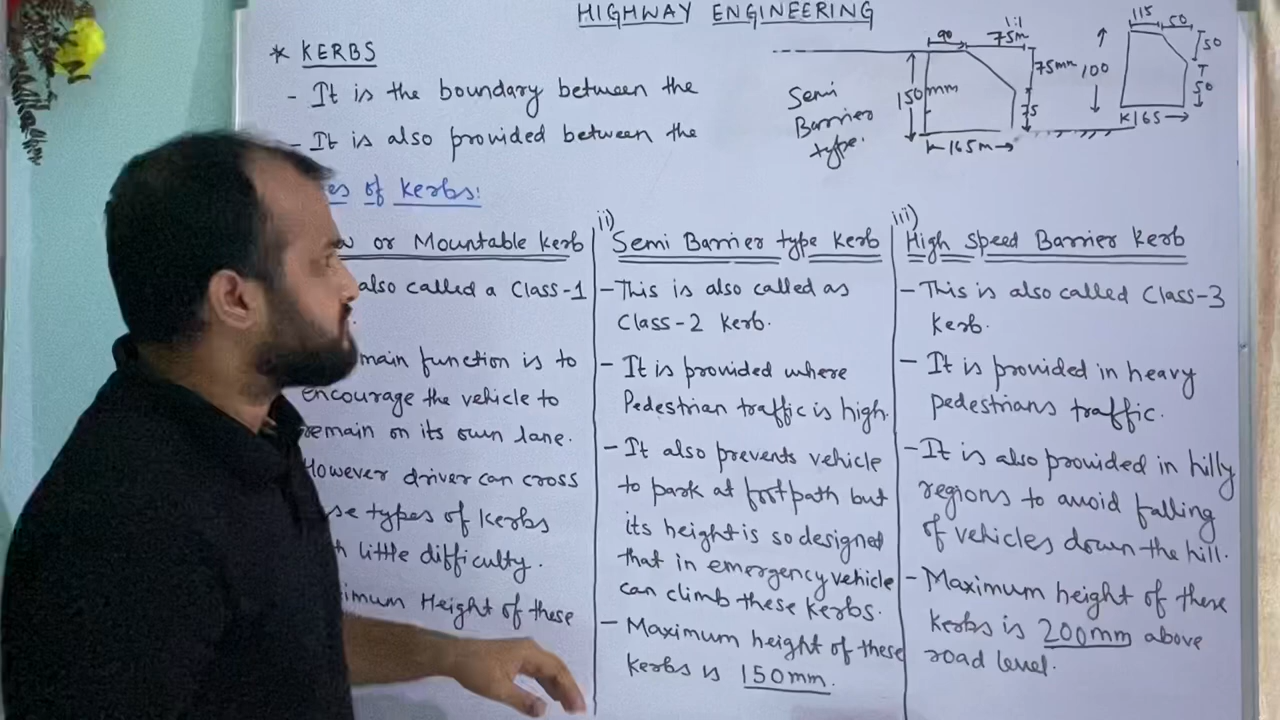 HIGHWAY ENGINEERING
* KERBS
- It is the boundary between the
- It is also provided between the
of Kerbs:
or Mountable Kerb
also called a Class-1
main function is to
encourage the vehicle to
remain on its own lane.
However driver can cross
types of Kerbs
little difficulty.
Height of these
ii)
Semi Barrier type Kerb
- This is also called as
Class-2 Kerb.
- It is provided where
Pedestrian traffic is high.
- It also prevents vehicle
to park at footpath but
its height is so designed
that in emergency vehicle
can climb these Kerbs.
- Maximum height of these
Kerbs is 150mm.
iii)
High Speed Barrier Kerb
- This is also called Class-3
Kerb.
- It is provided in heavy
pedestrians traffic.
- It is also provided in hilly
regions to avoid falling
of vehicles down the hill.
- Maximum height of these
Kerbs is 200mm above
road level.
Semi
Barrier
type.
90
1:1
75m
150mm
75mm
75
165m
115
50
100
50
50
165